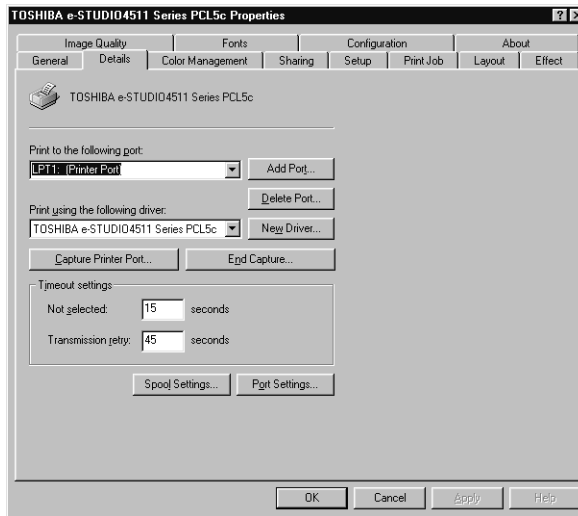 TOSHIBA e-STUDIO4511 Series PCL5c Properties
Image Quality Fonts Configuration About
General Details Color Management Sharing Setup Print Job Layout Effect
TOSHIBA e-STUDIO4511 Series PCL5c
Print to the following port:
LPT1: (Printer Port) Add Port...
Delete Port...
Print using the following driver:
TOSHIBA e-STUDIO4511 Series PCL5c New Driver...
Capture Printer Port... End Capture...
Timeout settings
Not selected: 15 seconds
Transmission retry: 45 seconds
Spool Settings... Port Settings...
OK Cancel Apply Help